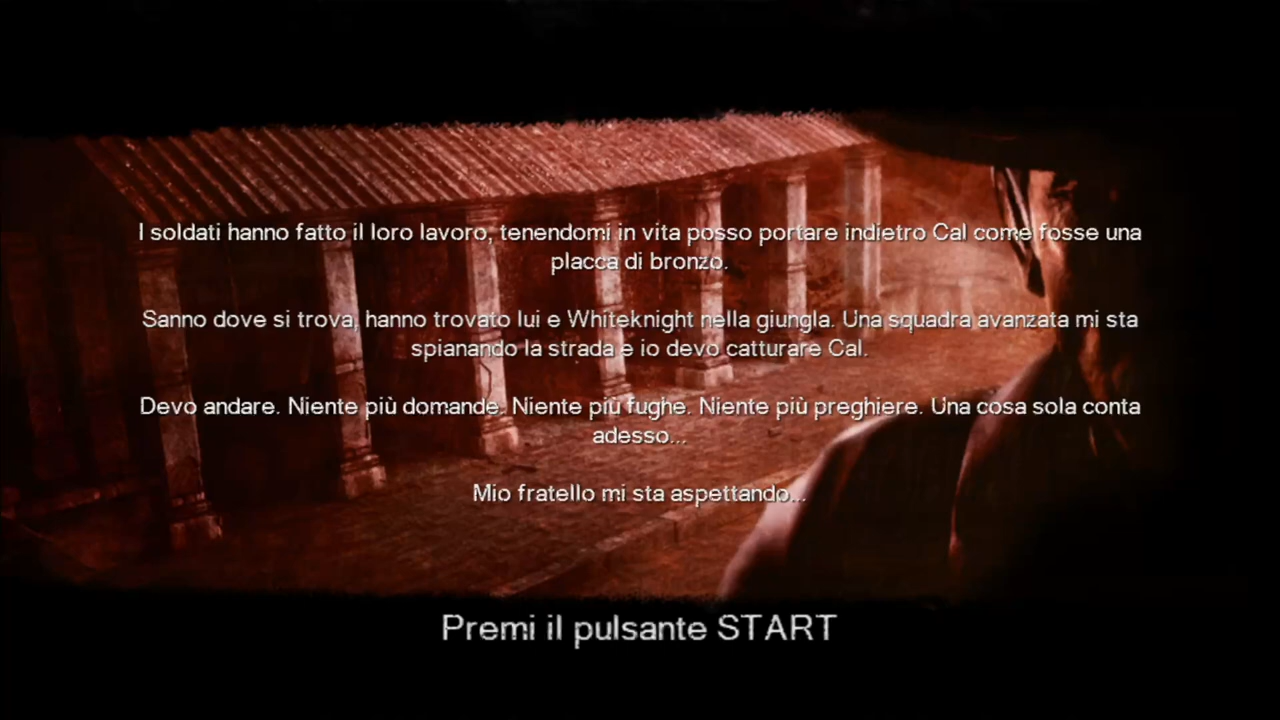 I soldati hanno fatto il loro lavoro, tenendomi in vita posso portare indietro Cal come fosse una
placca di bronzo.
Sanno dove si trova, hanno trovato lui e Whiteknight nella giungla. Una squadra avanzata mi sta
spianando la strada e io devo catturare Cal.
Devo andare. Niente più domande. Niente più fughe. Niente più preghiere. Una cosa sola conta
adesso...
Mio fratello mi sta aspettando...
Premi il pulsante START